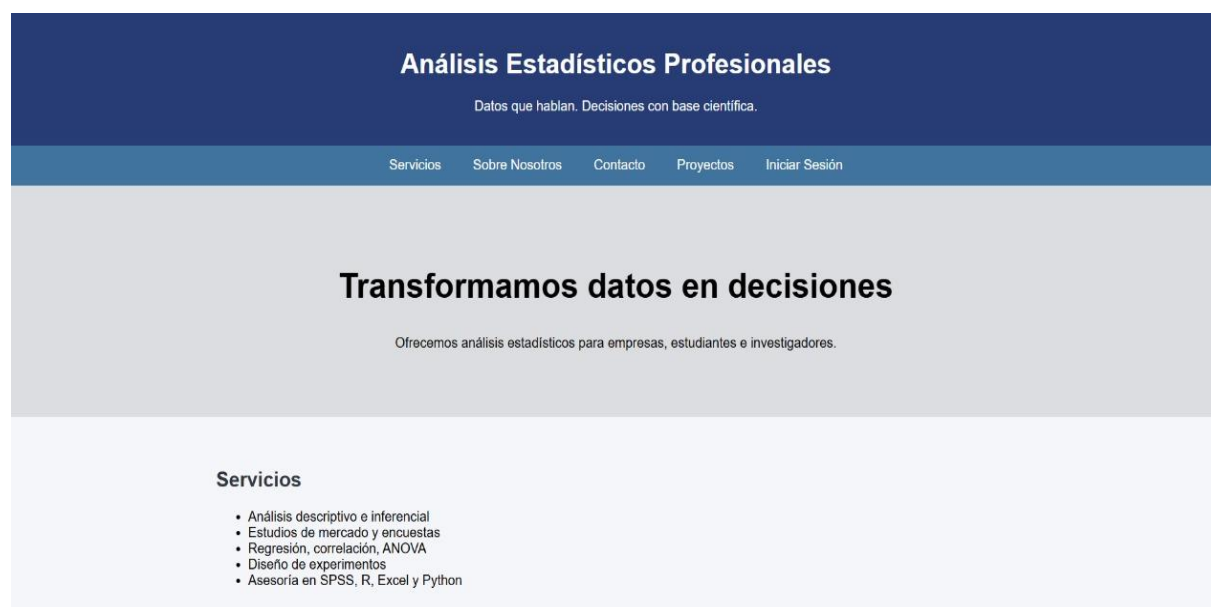 Análisis Estadísticos Profesionales
Datos que hablan. Decisiones con base científica.
Servicios Sobre Nosotros Contacto Proyectos Iniciar Sesión
Transformamos datos en decisiones
Ofrecemos análisis estadísticos para empresas, estudiantes e investigadores.
Servicios
• Análisis descriptivo e inferencial
• Estudios de mercado y encuestas
• Regresión, correlación, ANOVA
• Diseño de experimentos
• Asesoría en SPSS, R, Excel y Python